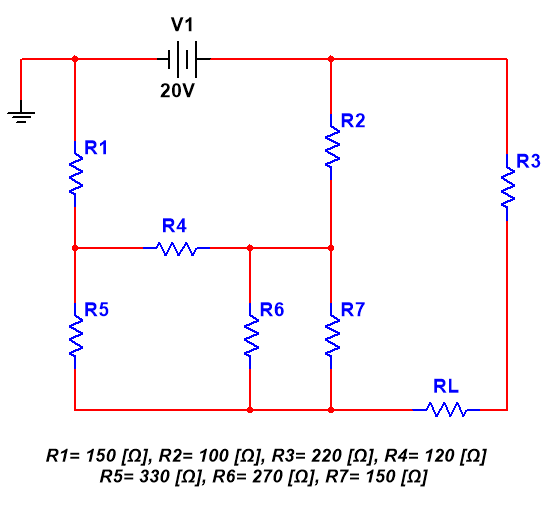 V1
20V
R2
R1
R3
R4
R5
R6
R7
RL
R1= 150 [Ω], R2= 100 [Ω], R3= 220 [Ω], R4= 120 [Ω]
R5= 330 [Ω], R6= 270 [Ω], R7= 150 [Ω]